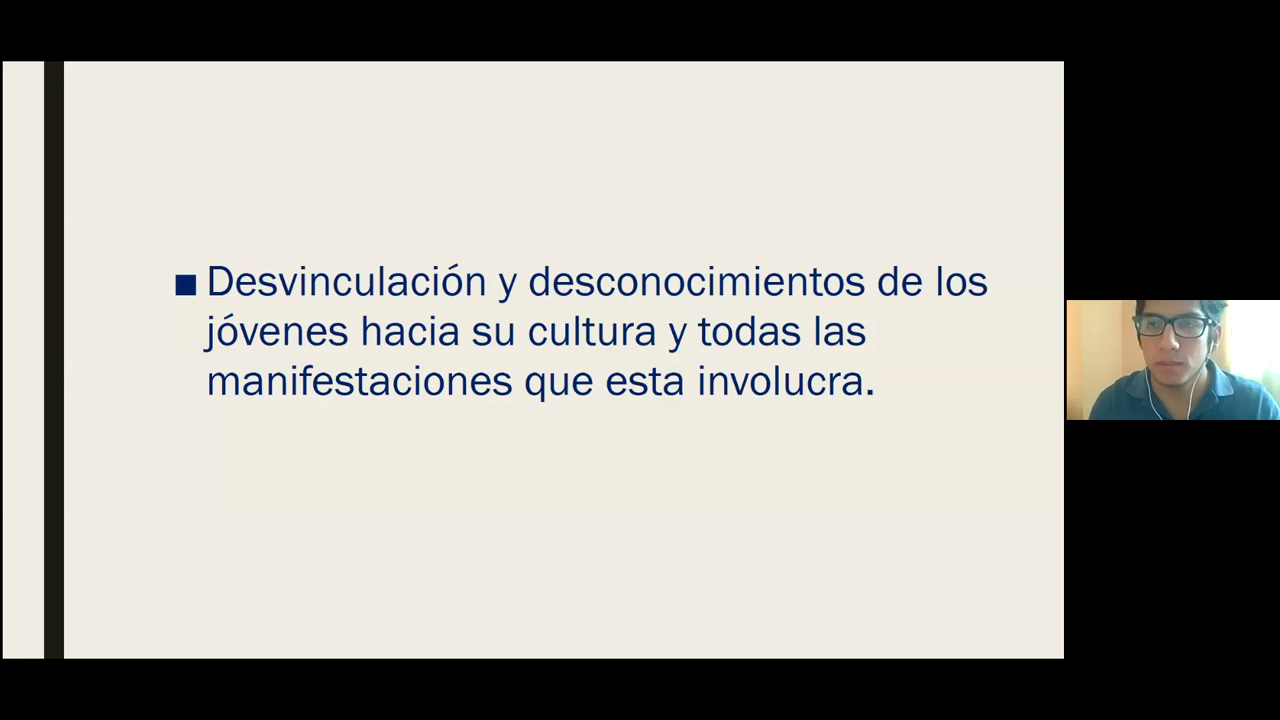 Desvinculación y desconocimientos de los
jóvenes hacia su cultura y todas las
manifestaciones que esta involucra.